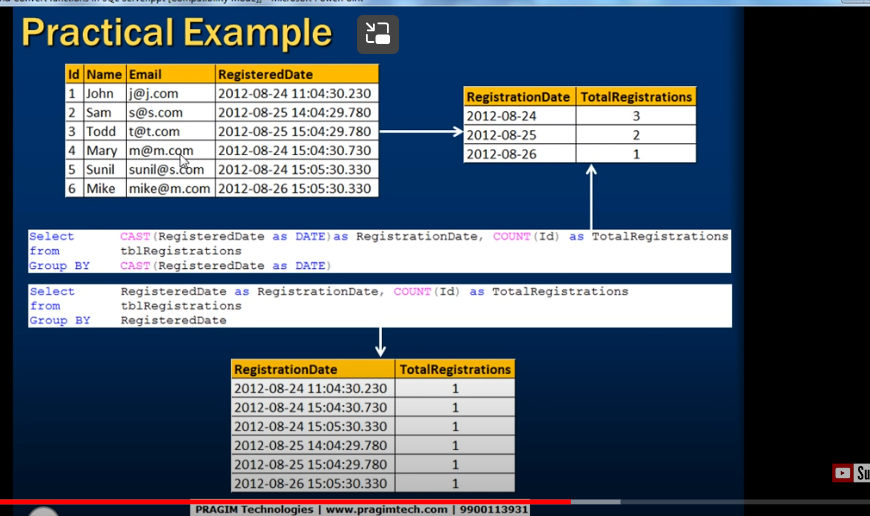 Practical Example
Id Name Email RegisteredDate
1 John j@j.com 2012-08-24 11:04:30.230
2 Sam s@s.com 2012-08-25 14:04:29.780
3 Todd t@t.com 2012-08-25 15:04:29.780
4 Mary m@m.com 2012-08-24 15:04:30.730
5 Sunil sunil@s.com 2012-08-24 15:05:30.330
6 Mike mike@m.com 2012-08-26 15:05:30.330
RegistrationDate TotalRegistrations
2012-08-24 3
2012-08-25 2
2012-08-26 1
Select CAST(RegisteredDate as DATE)as RegistrationDate, COUNT(Id) as TotalRegistrations
from tblRegistrations
Group BY CAST(RegisteredDate as DATE)
Select RegisteredDate as RegistrationDate, COUNT(Id) as TotalRegistrations
from tblRegistrations
Group BY RegisteredDate
RegistrationDate TotalRegistrations
2012-08-24 11:04:30.230 1
2012-08-24 15:04:30.730 1
2012-08-24 15:05:30.330 1
2012-08-25 14:04:29.780 1
2012-08-25 15:04:29.780 1
2012-08-26 15:05:30.330 1
PRAGIM Technologies | www.pragimtech.com | 9900113931